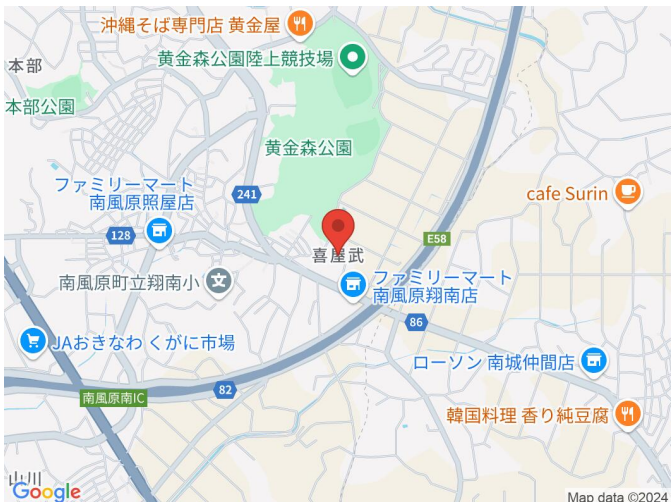 沖縄そば専門店 黄金屋
黄金森公園陸上競技場
本部
本部公園
黄金森公園
ファミリーマート
南風原照屋店
241
cafe Surin
128
E58
喜屋武
南風原町立翔南小
ファミリーマート
南風原翔南店
86
JAおきなわ くがに市場
ローソン 南城仲間店
82
南風原南IC
韓国料理 香り純豆腐
山川
Google
Map data ©2024